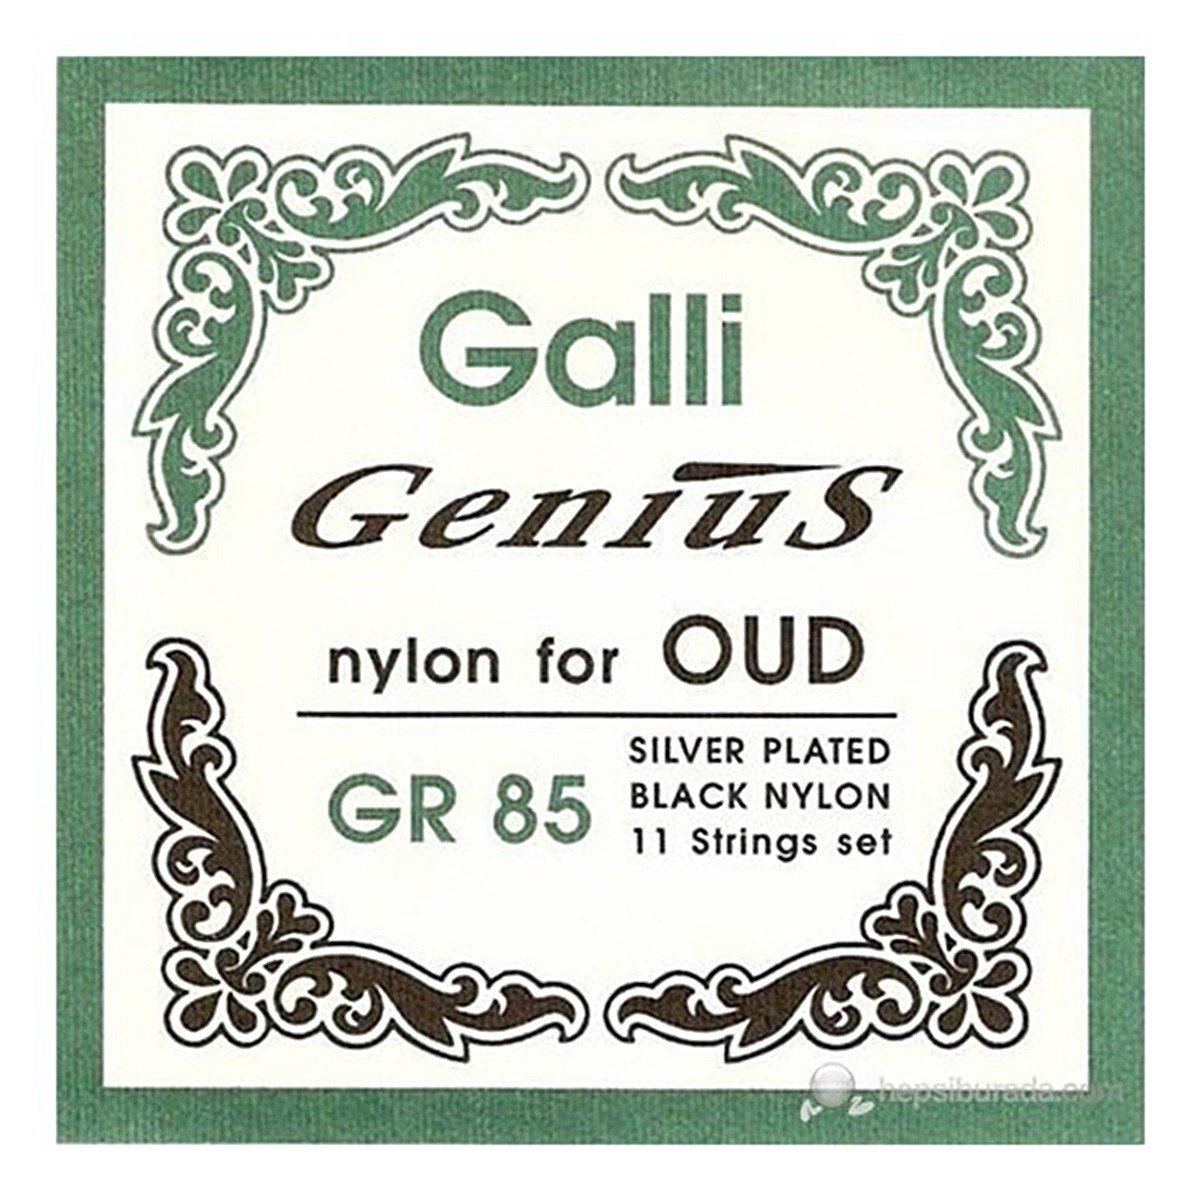 Galli
Genius
nylon for OUD
GR 85
SILVER PLATED
BLACK NYLON
11 Strings set
hepsiburada.com